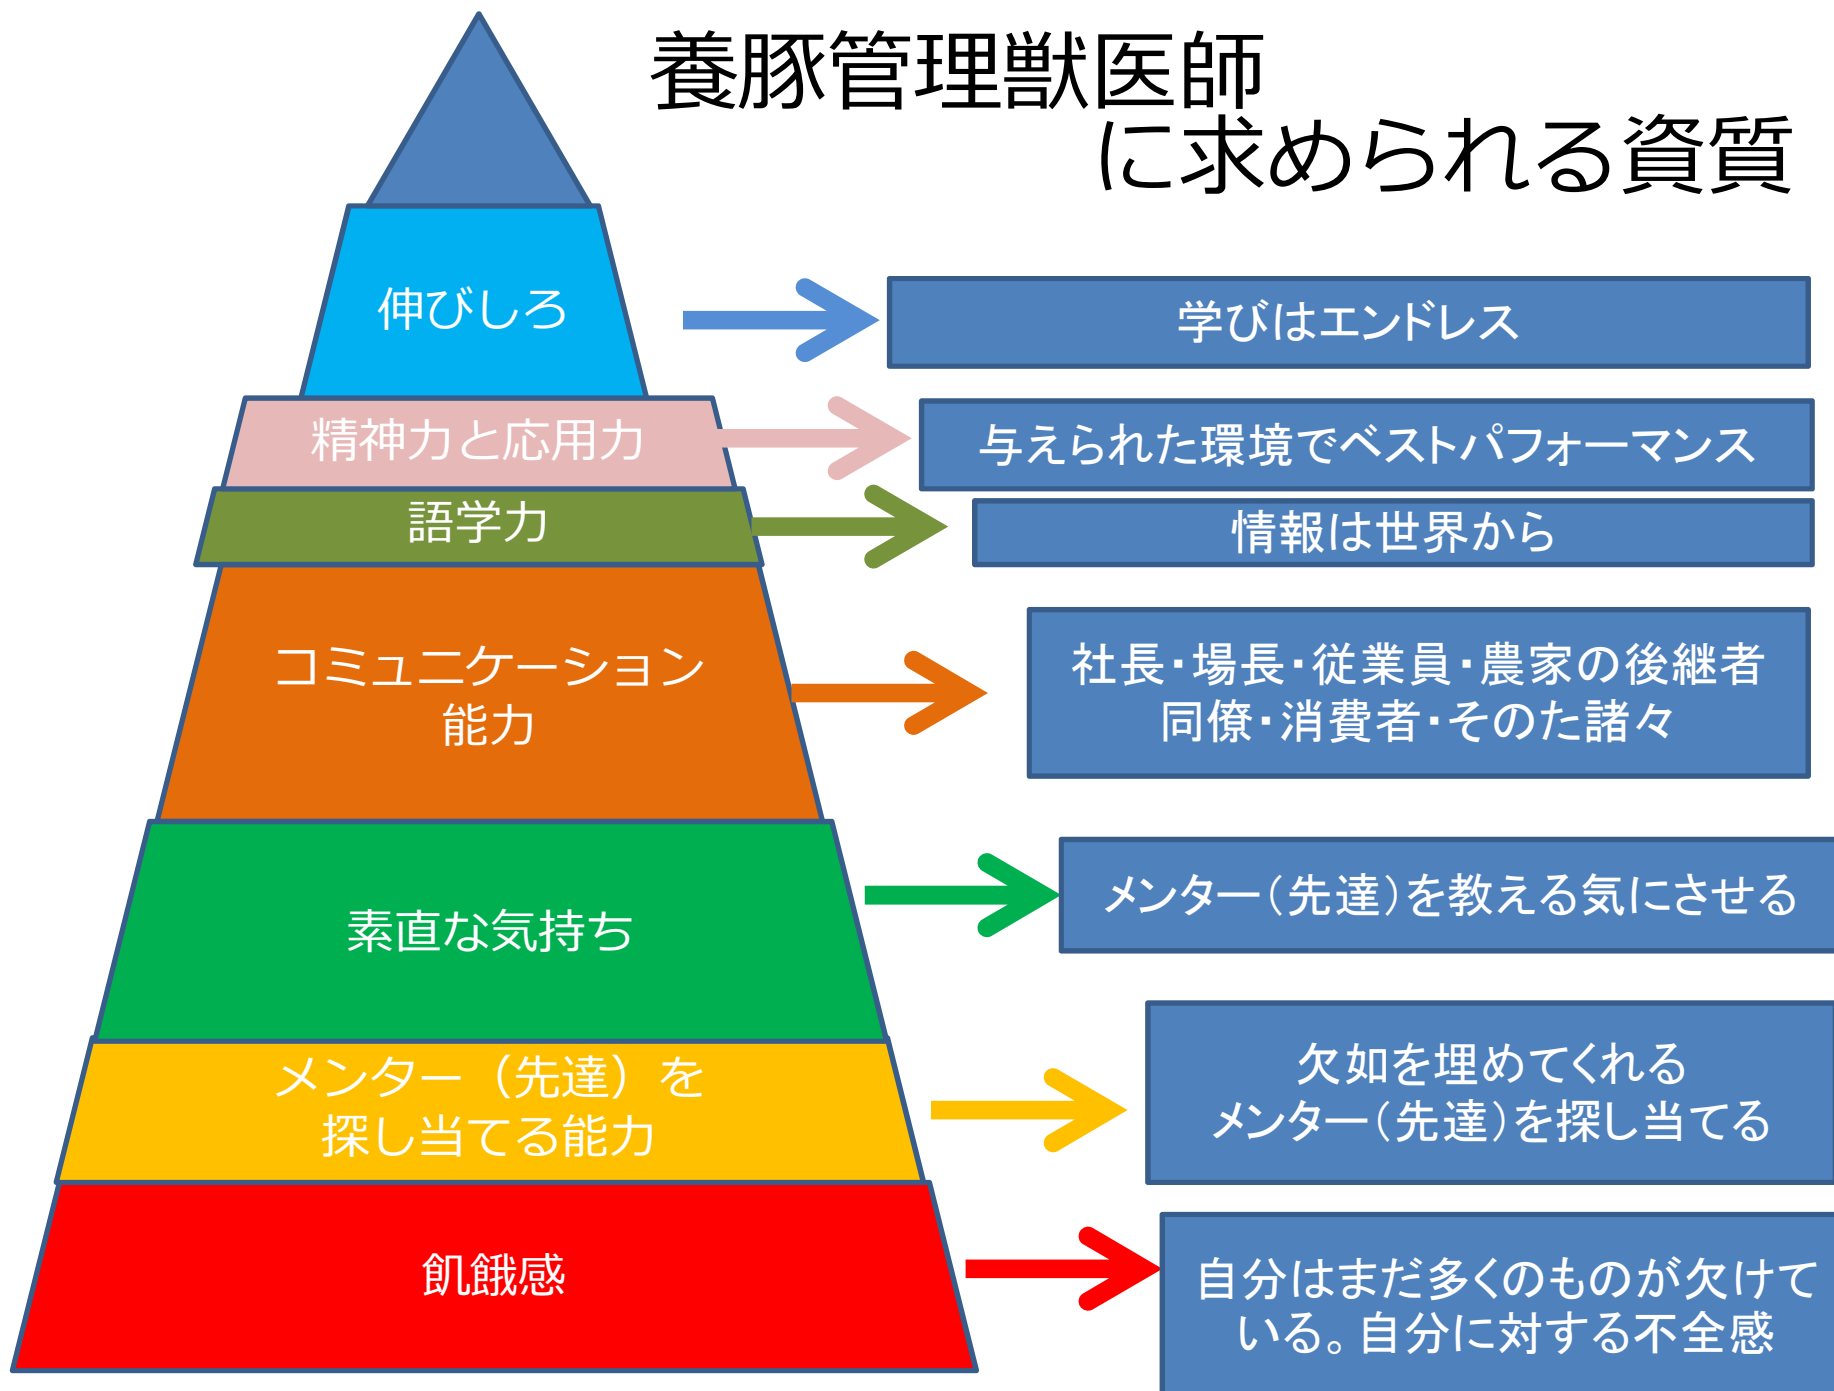 養豚管理獣医師
に求められる資質
伸びしろ
学びはエンドレス
精神力と応用力
与えられた環境でベストパフォーマンス
語学力
情報は世界から
コミュニケーション
能力
社長・場長・従業員・農家の後継者
同僚・消費者・そのた諸々
素直な気持ち
メンター（先達）を教える気にさせる
メンター（先達）を
探し当てる能力
欠如を埋めてくれる
メンター（先達）を探し当てる
飢餓感
自分はまだ多くのものが欠けて
いる。自分に対する不全感